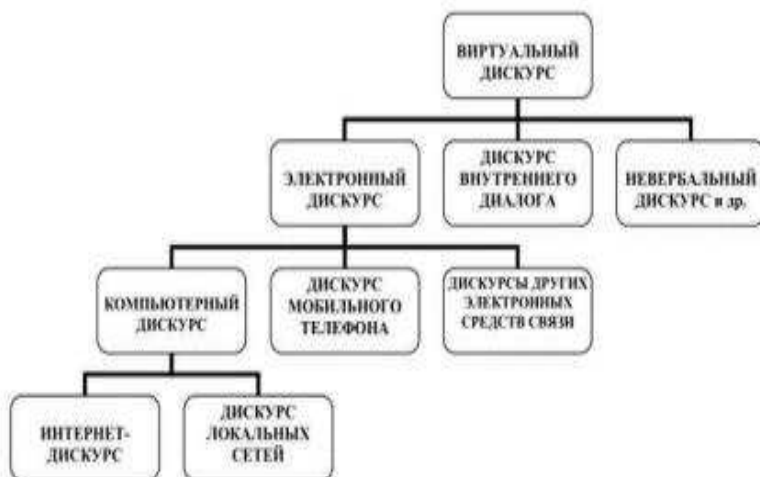 ВИРТУАЛЬНЫЙ
ДИСКУРС
ЭЛЕКТРОННЫЙ
ДИСКУРС
ДИСКУРС
ВНУТРЕННЕГО
ДИАЛОГА
НЕВЕРБАЛЬНЫЙ
ДИСКУРС и др.
КОМПЬЮТЕРНЫЙ
ДИСКУРС
ДИСКУРС
МОБИЛЬНОГО
ТЕЛЕФОНА
ДИСКУРСЫ ДРУГИХ
ЭЛЕКТРОННЫХ
СРЕДСТВ СВЯЗИ
ИНТЕРНЕТ-
ДИСКУРС
ДИСКУРС
ЛОКАЛЬНЫХ
СЕТЕЙ